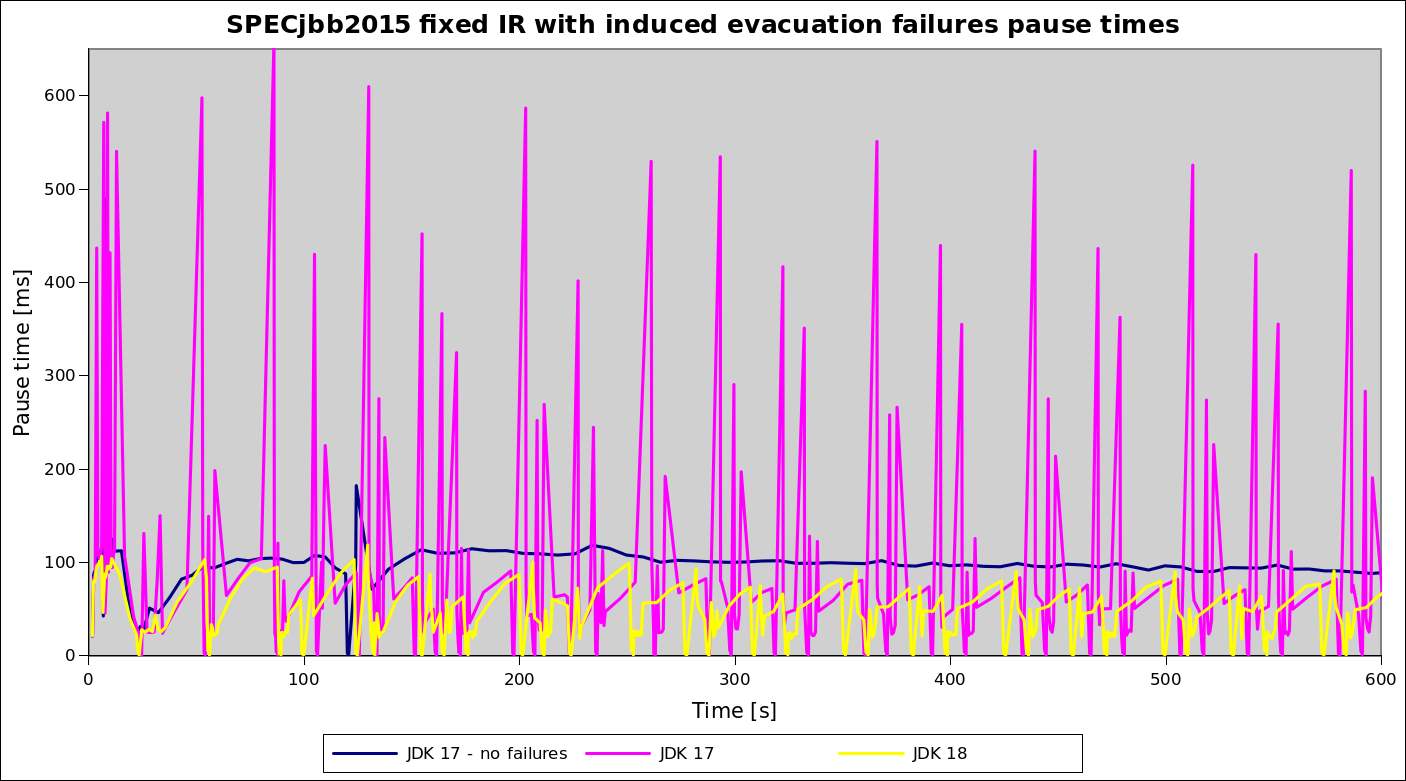 SPECjbb2015 fixed IR with induced evacuation failures pause times
600
500
400
300
200
100
0
Pause time [ms]
0 100 200 300 400 500 600
Time [s]
JDK 17 - no failures JDK 17 JDK 18